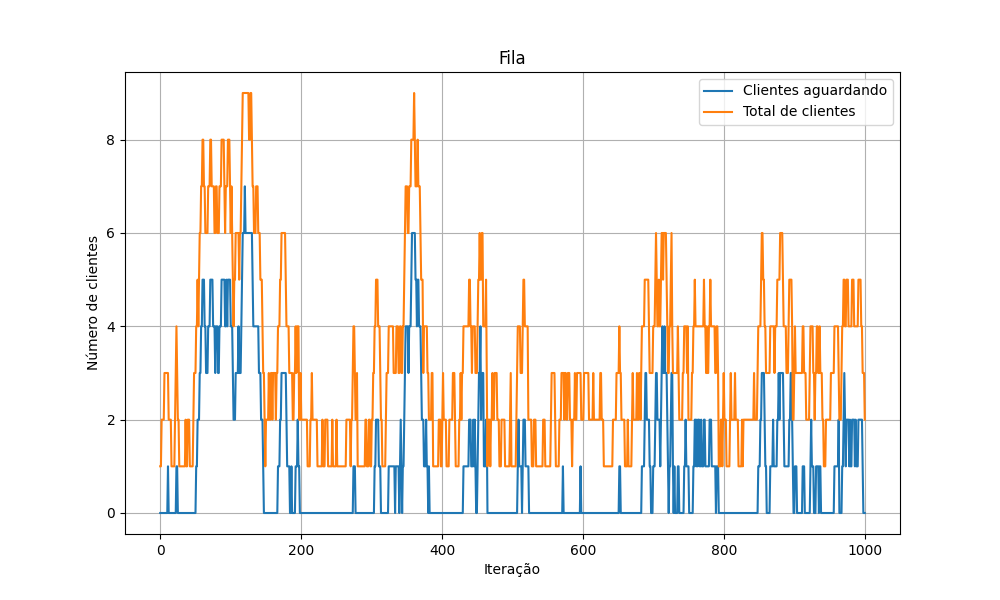 Fila
Clientes aguardando
Total de clientes
Número de clientes
8
6
4
2
0
0 200 400 600 800 1000
Iteração